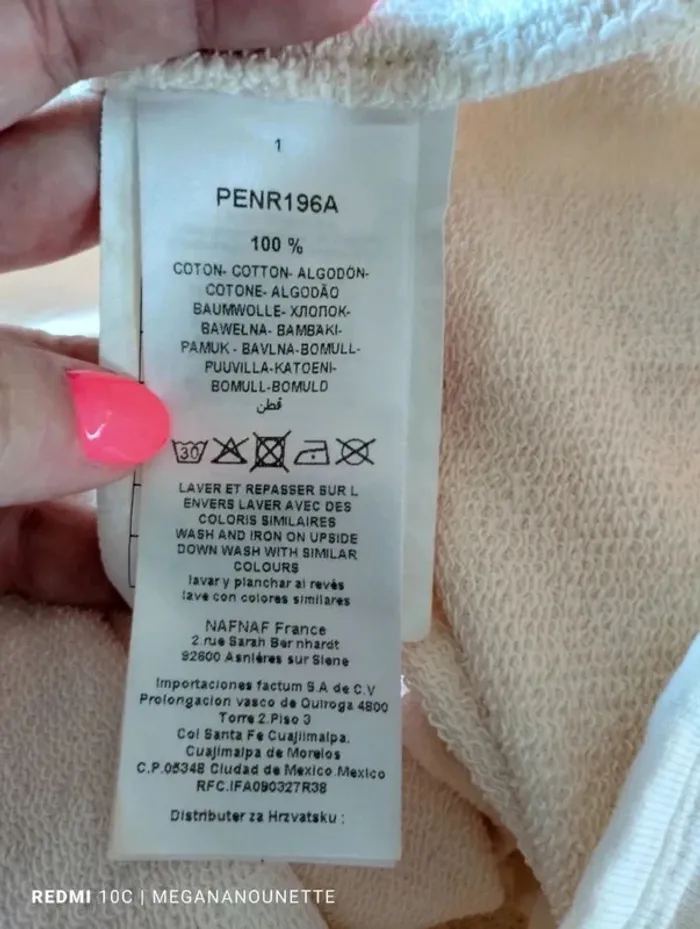 1
PENR196A
100 %
COTON- COTTON- ALGODÓN-
COTONE- ALGODÃO
BAUMWOLLE- ХЛОПОК-
BAWEŁNA- BAMBAKI-
PAMUK - BAVLNA-BOMULL-
PUUVILLA-KATOENI-
BOMULL-BOMULD
قطن
30
LAVER ET REPASSER SUR L
ENVERS LAVER AVEC DES
COLORIS SIMILAIRES
WASH AND IRON ON UPSIDE
DOWN WASH WITH SIMILAR
COLOURS
lavar y planchar al revés
lave con colores similares
NAFNAF France
2 rue Sarah Bernhardt
92600 Asnières sur Siene
Importaciones factum S.A de C.V
Prolongacion vasco de Quiroga 4800
Torre 2.Piso 3
Col Santa Fe Cuajimalpa.
Cuajimalpa de Morelos
C.P.05348 Ciudad de Mexico.Mexico
RFC.IFA090327R38
Distributer za Hrzvatsku :
REDMI 10C | MEGANANOUNETTE